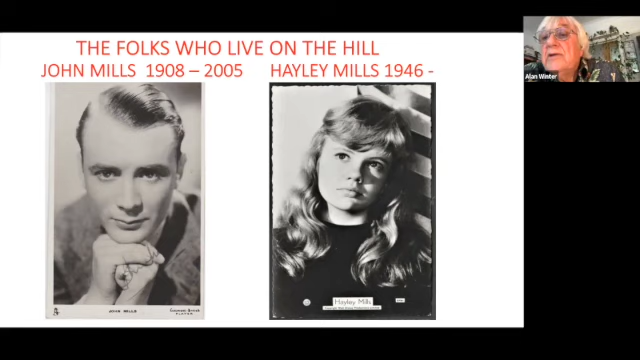 THE FOLKS WHO LIVE ON THE HILL
JOHN MILLS 1908 – 2005 HAYLEY MILLS 1946 -
JOHN MILLS
Hayley Mills
Alan Winter